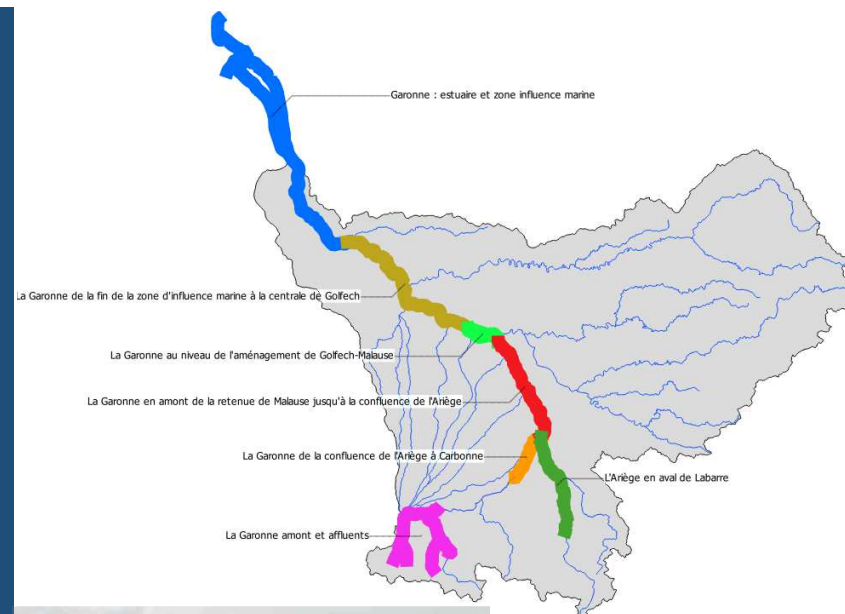 Garonne : estuaire et zone influence marine
La Garonne de la fin de la zone d'influence marine à la centrale de Golfech
La Garonne au niveau de l'aménagement de Golfech-Malause
La Garonne en amont de la retenue de Malause jusqu'à la confluence de l'Ariège
La Garonne de la confluence de l'Ariège à Carbonne
L'Ariège en aval de Labarre
La Garonne amont et affluents